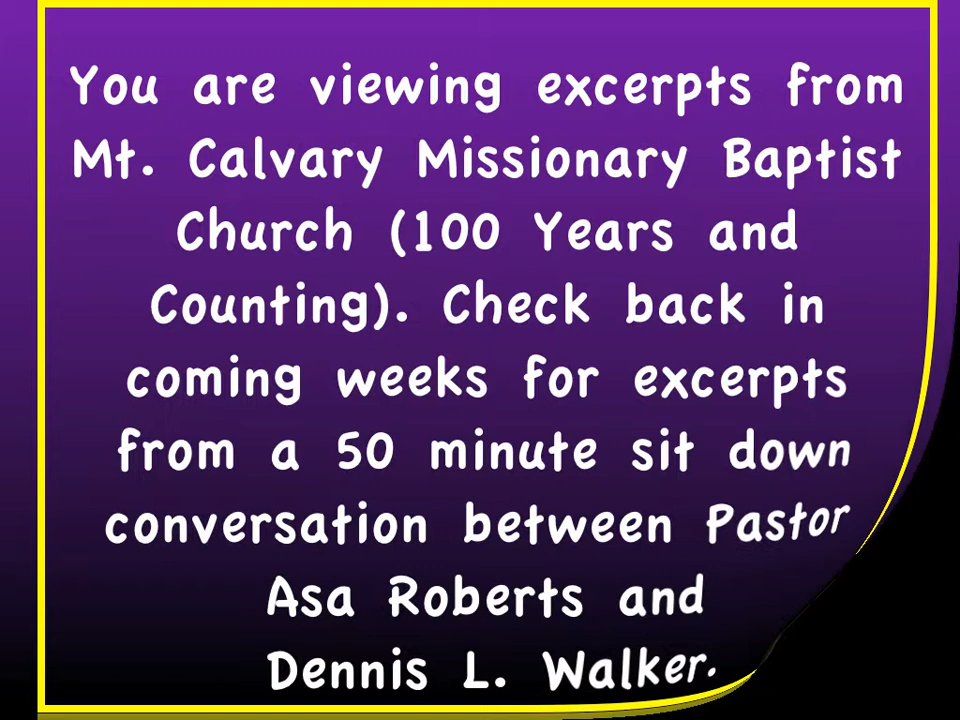 You are viewing excerpts from
Mt. Calvary Missionary Baptist
Church (100 Years and
Counting). Check back in
coming weeks for excerpts
from a 50 minute sit down
conversation between Pastor
Asa Roberts and
Dennis L. Walker.